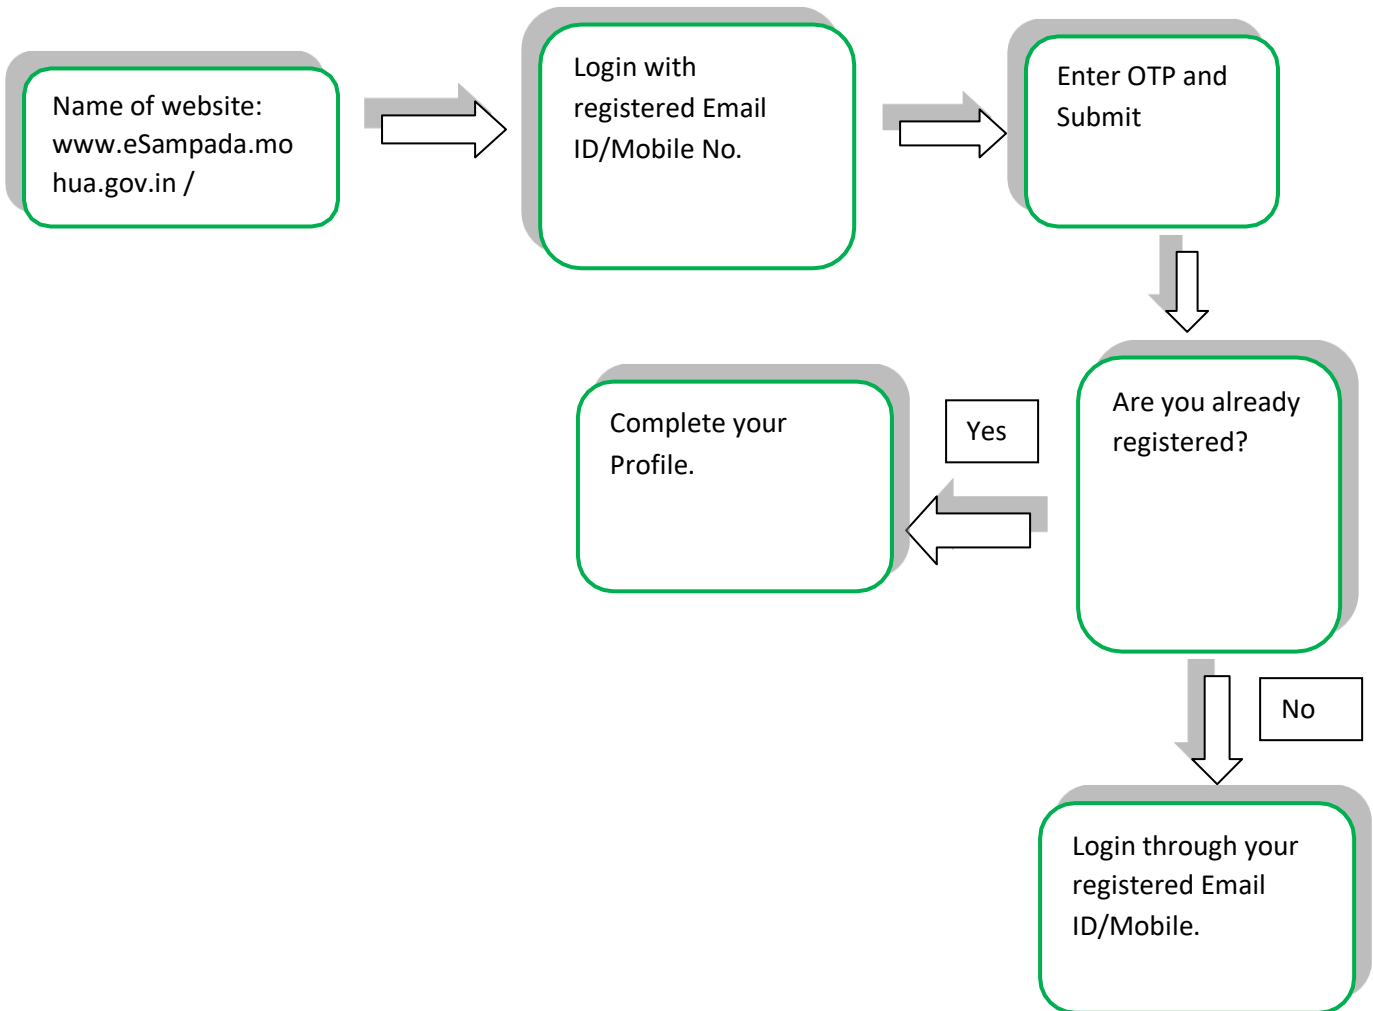 Name of website:
www.eSampada.mo
hua.gov.in /
Login with
registered Email
ID/Mobile No.
Enter OTP and
Submit
Are you already
registered?
Yes
Complete your
Profile.
No
Login through your
registered Email
ID/Mobile.